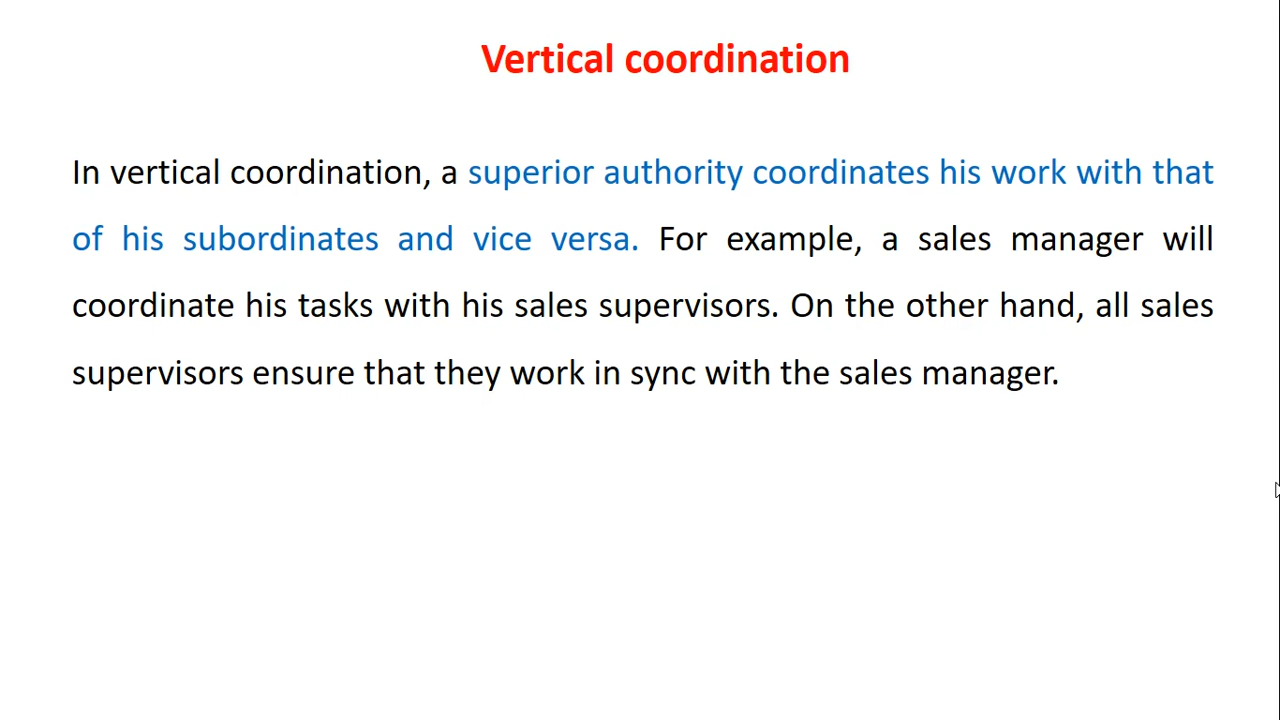 Vertical coordination
In vertical coordination, a superior authority coordinates his work with that
of his subordinates and vice versa. For example, a sales manager will
coordinate his tasks with his sales supervisors. On the other hand, all sales
supervisors ensure that they work in sync with the sales manager.